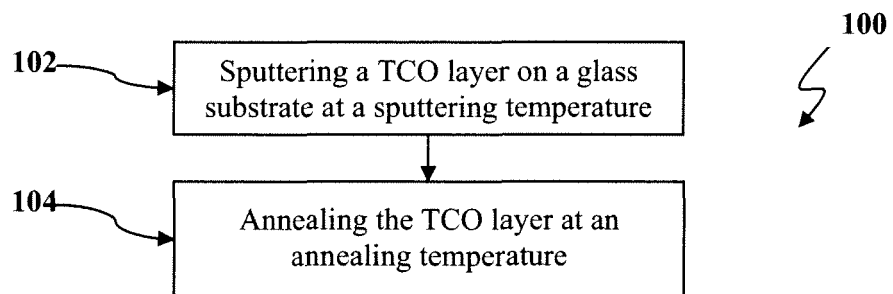 100
102
Sputtering a TCO layer on a glass
substrate at a sputtering temperature
104
Annealing the TCO layer at an
annealing temperature